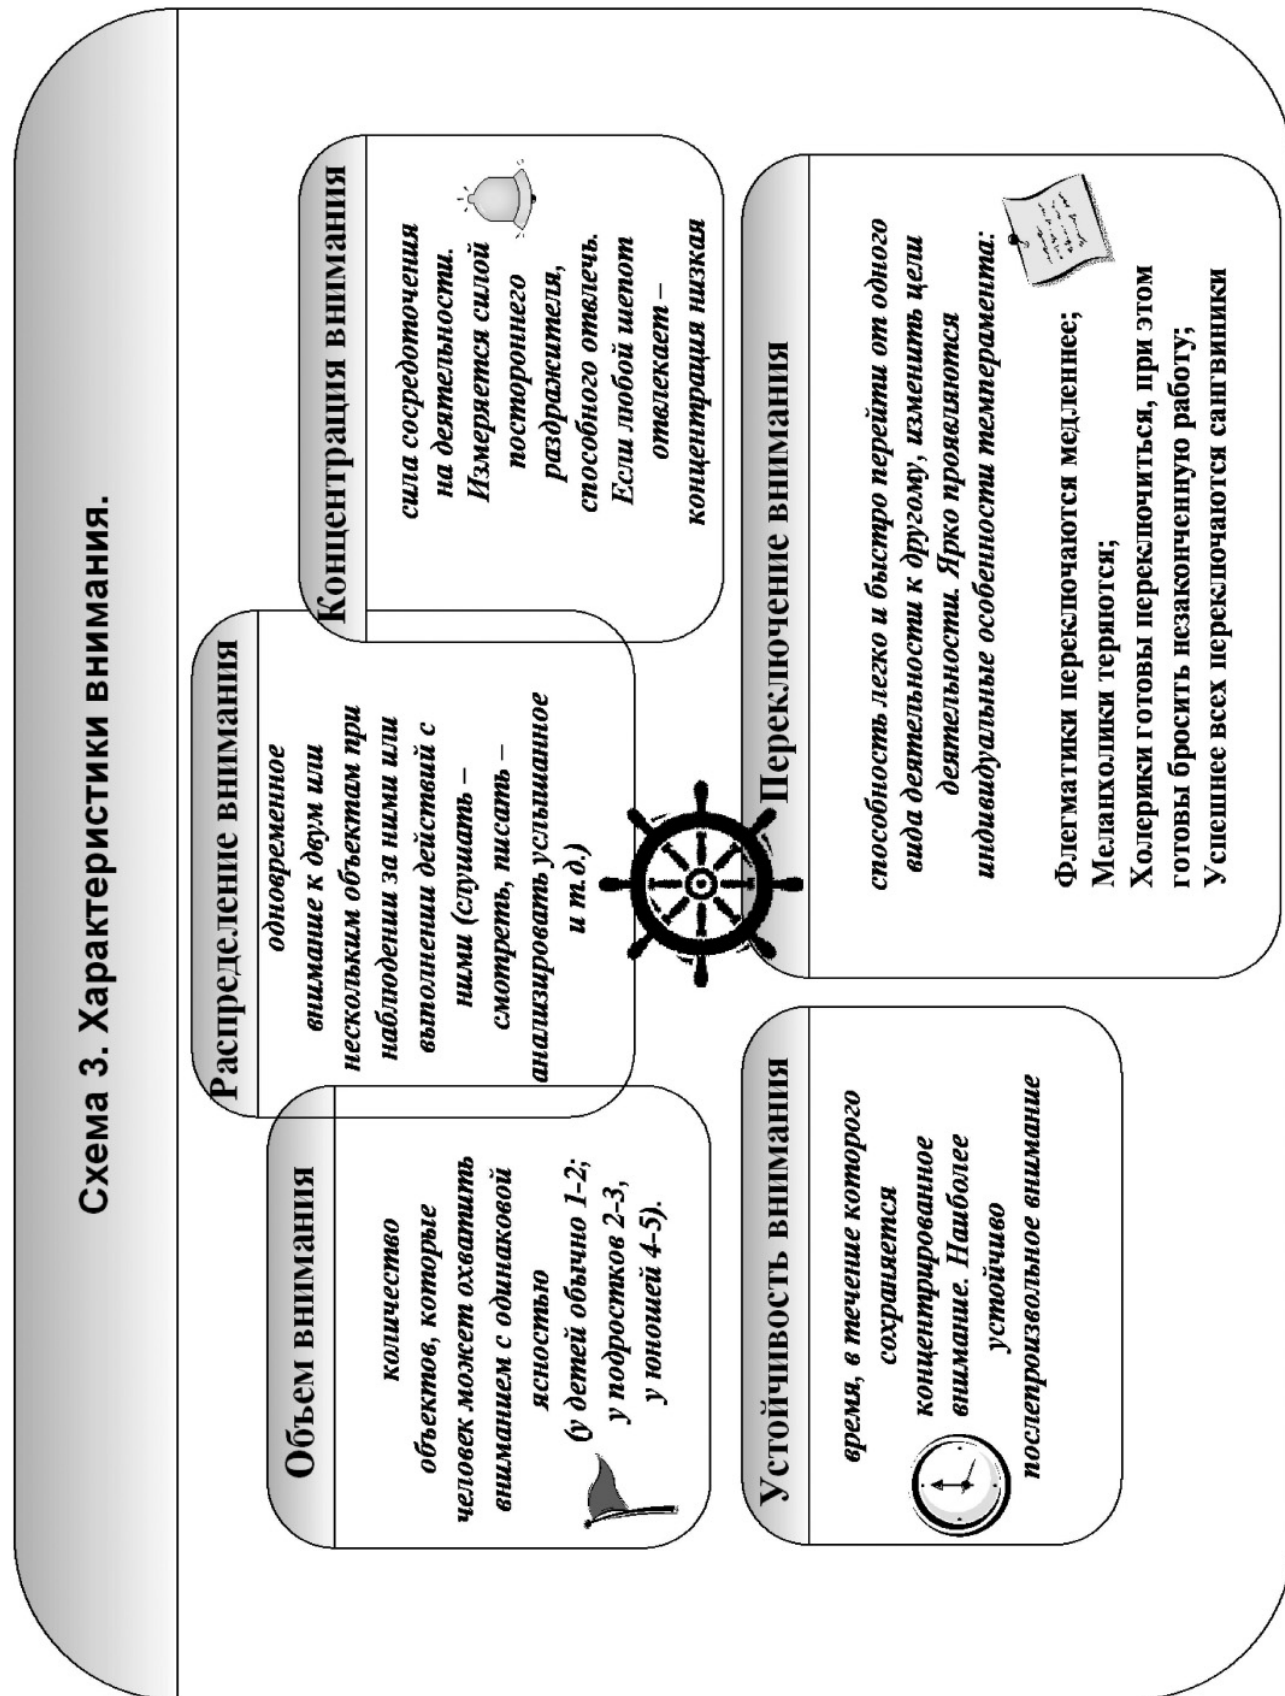 Схема 3. Характеристики внимания.
Объем внимания
количество
объектов, которые
человек может охватить
вниманием с одинаковой
ясностью
(у детей обычно 1-2;
у подростков 2-3,
у юношей 4-5).
Распределение внимания
одновременное
внимание к двум или
нескольким объектам при
наблюдении за ними или
выполнении действий с
ними (слушать –
смотреть, писать –
анализировать услышанное
и т.д.)
Концентрация внимания
сила сосредоточения
на деятельности.
Измеряется силой
постороннего
раздражителя,
способного отвлечь.
Если любой шепот
отвлекает –
концентрация низкая
Устойчивость внимания
время, в течение которого
сохраняется
концентрированное
внимание. Наиболее
устойчиво
послепроизвольное внимание
Переключение внимания
способность легко и быстро перейти от одного
вида деятельности к другому, изменить цели
деятельности. Ярко проявляются
индивидуальные особенности темперамента:
Флегматики переключаются медленнее;
Меланхолики теряются;
Холерики готовы переключиться, при этом
готовы бросить незаконченную работу;
Успешнее всех переключаются сангвиники